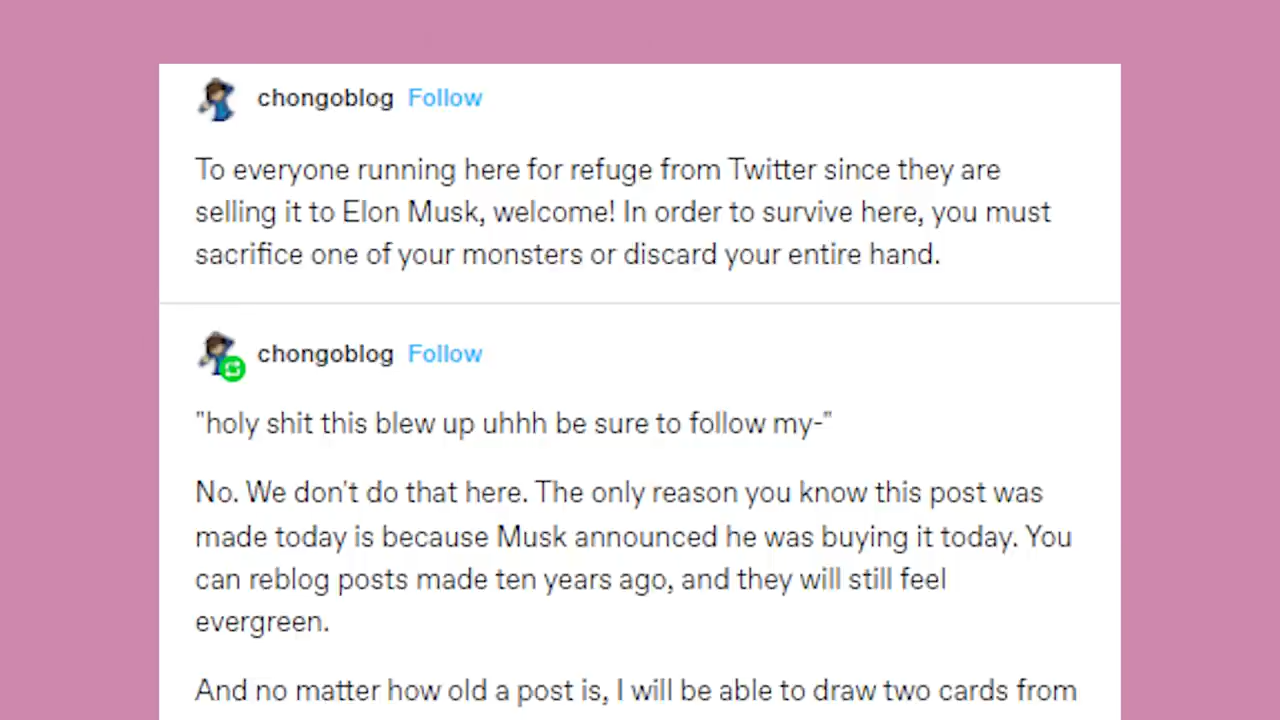 chongoblog Follow
To everyone running here for refuge from Twitter since they are
selling it to Elon Musk, welcome! In order to survive here, you must
sacrifice one of your monsters or discard your entire hand.
chongoblog Follow
"holy shit this blew up uhhh be sure to follow my-"
No. We don't do that here. The only reason you know this post was
made today is because Musk announced he was buying it today. You
can reblog posts made ten years ago, and they will still feel
evergreen.
And no matter how old a post is, I will be able to draw two cards from